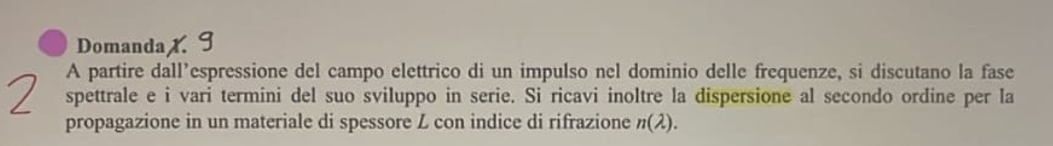 Domanda X. 9
A partire dall'espressione del campo elettrico di un impulso nel dominio delle frequenze, si discutano la fase
2 spettrale e i vari termini del suo sviluppo in serie. Si ricavi inoltre la dispersione al secondo ordine per la
propagazione in un materiale di spessore L con indice di rifrazione n(λ).